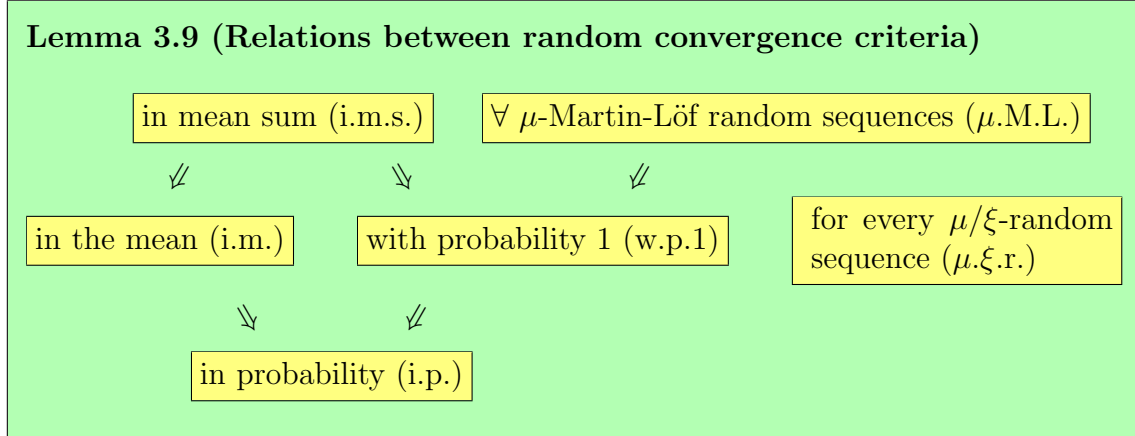 Lemma 3.9 (Relations between random convergence criteria)
in mean sum (i.m.s.) ∀ μ-Martin-Löf random sequences (μ.M.L.)
⇙ ⇘ ⇙
in the mean (i.m.) with probability 1 (w.p.1) for every μ/ξ-random
sequence (μ.ξ.r.)
⇘ ⇙
in probability (i.p.)